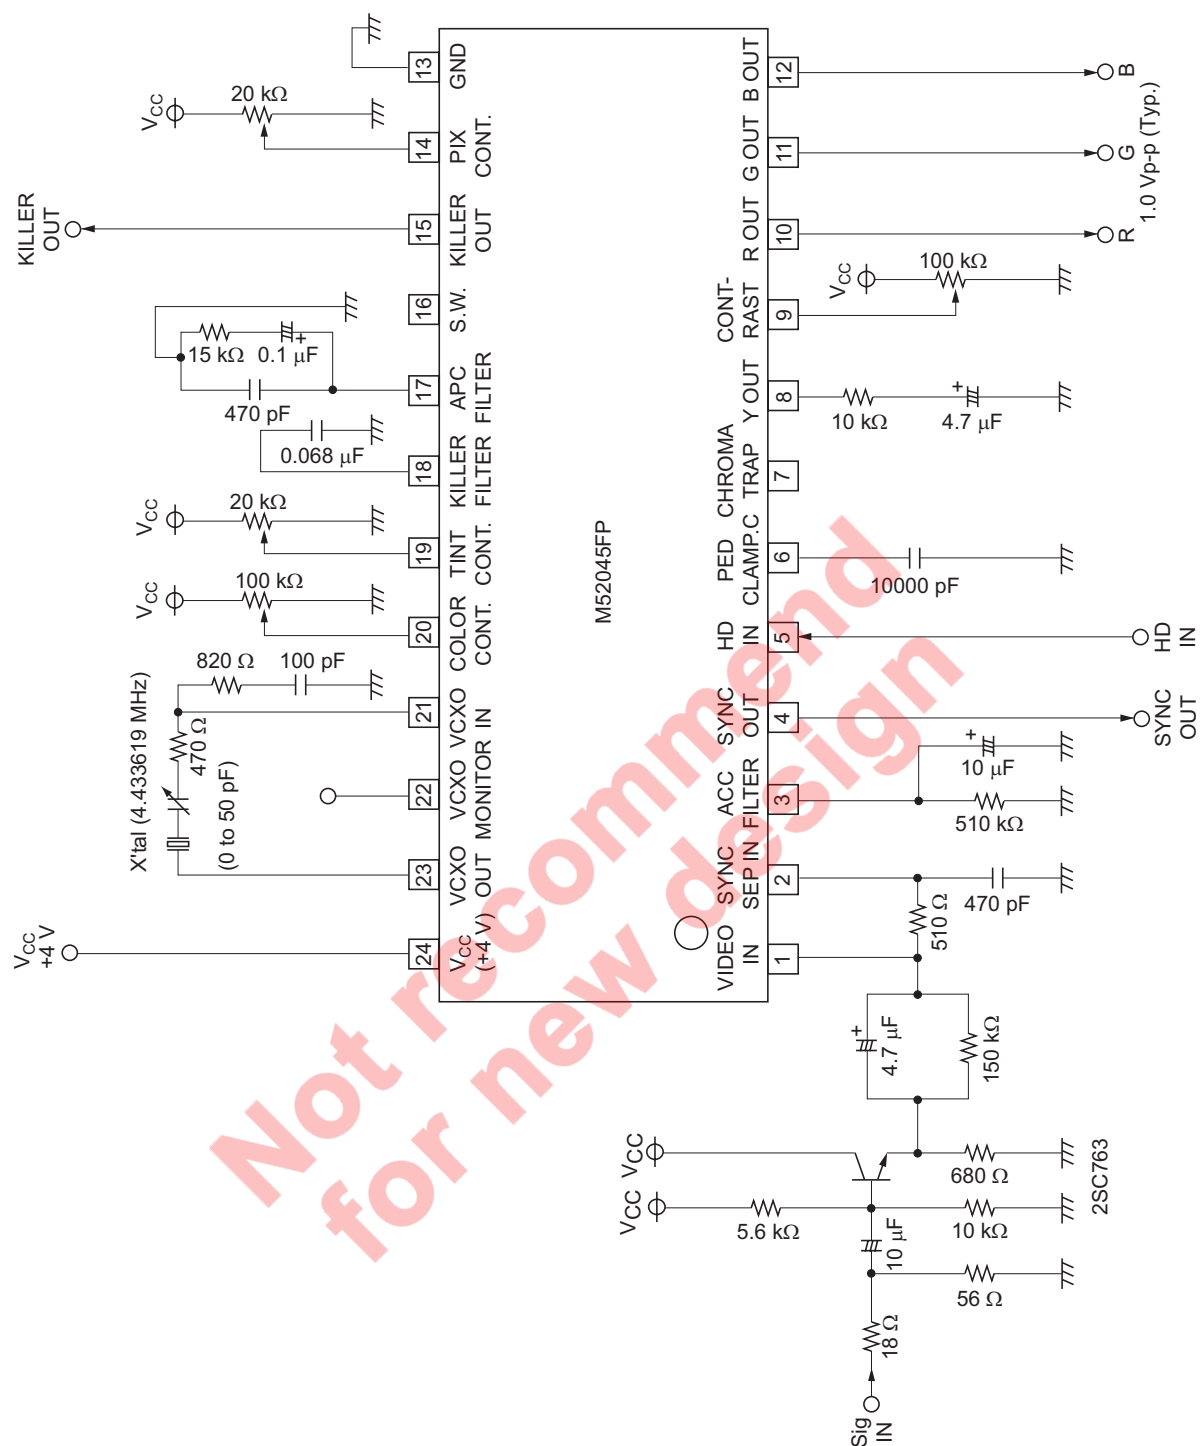 KILLER
OUT
VCC
20 kΩ
13
GND
14
PIX
CONT.
15
KILLER
OUT
16
S.W.
15 kΩ
0.1 μF
+
470 pF
17
APC
FILTER
0.068 μF
18
KILLER
FILTER
VCC
20 kΩ
19
TINT
CONT.
VCC
100 kΩ
20
COLOR
CONT.
820 Ω
100 pF
21
VCXO
IN
X'tal (4.433619 MHz)
470 Ω
(0 to 50 pF)
22
VCXO
MONITOR
23
VCXO
OUT
VCC
+4 V
24
VCC
(+4 V)
M52045FP
B OUT
12
B
G OUT
11
G
1.0 Vp-p (Typ.)
R OUT
10
R
CONT-
RAST
9
VCC
100 kΩ
Y OUT
8
10 kΩ
+
4.7 μF
CHROMA
TRAP
7
PED
CLAMP.C
6
10000 pF
HD
IN
5
HD
IN
SYNC
OUT
4
SYNC
OUT
ACC
FILTER
3
+
10 μF
510 kΩ
SYNC
SEP IN
2
510 Ω
470 pF
VIDEO
IN
1
+
4.7 μF
150 kΩ
VCC
680 Ω
2SC763
VCC
5.6 kΩ
10 μF
10 kΩ
56 Ω
18 Ω
Sig
IN
Not recommend
for new design